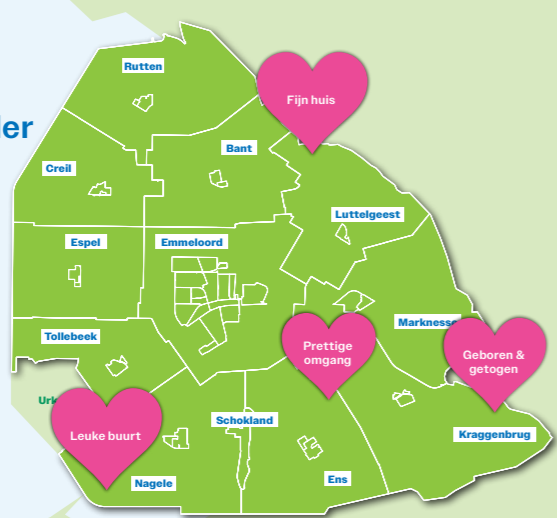 Rutten
Fijn huis
ler
Bant
Creil
Luttelgeest
Espel
Emmeloord
Marknesse
Tollebeek
Prettige
omgang
Geboren &
getogen
Urk
Schokland
Leuke buurt
Kraggenbrug
Nagele
Ens